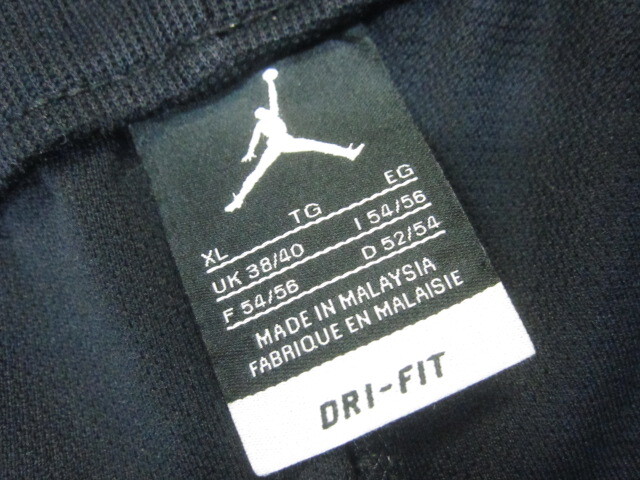 XL TG EG
UK 38/40 I 54/56
F 54/56 D 52/54
MADE IN MALAYSIA
FABRIQUE EN MALAISIE
DRI-FIT